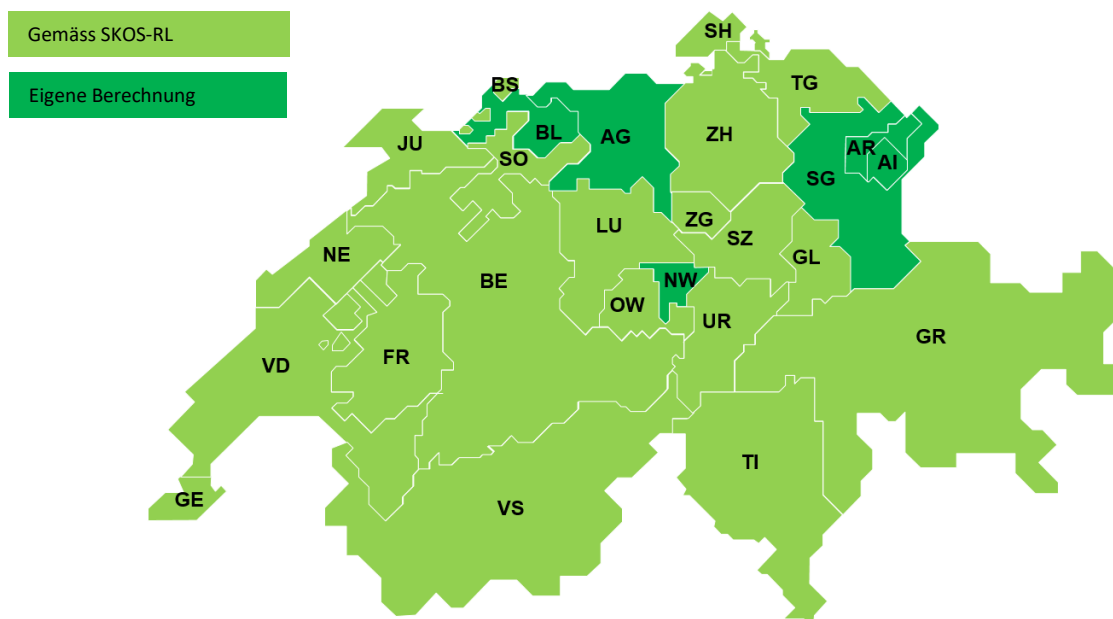 Gemäss SKOS-RL
Eigene Berechnung
SH
BS
TG
JU
BL
AG
ZH
SO
AR
AI
SG
LU
ZG
SZ
NE
BE
NW
GL
OW
UR
VD
FR
GR
TI
GE
VS